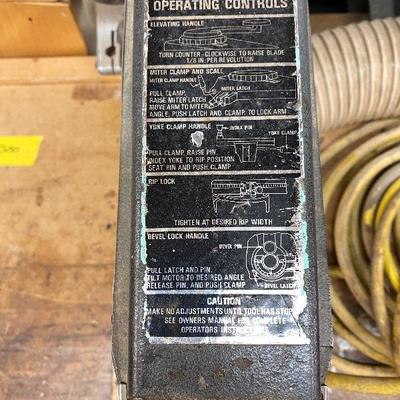 OPERATING CONTROLS
ELEVATING HANDLE
TURN COUNTER - CLOCKWISE TO RAISE BLADE
1/8 IN. PER REVOLUTION
MITER CLAMP AND SCALE
MITER CLAMP HANDLE
MITER LATCH
PULL CLAMP,
RAISE MITER LATCH
MOVE ARM TO MITER
ANGLE, PUSH LATCH AND CLAMP, TO LOCK ARM
YOKE CLAMP HANDLE
INDEX PIN
YOKE CLAMP
PULL CLAMP, RAISE PIN
INDEX YOKE TO RIP POSITION
SEAT PIN AND PUSH CLAMP
RIP LOCK
TIGHTEN AT DESIRED RIP WIDTH
BEVEL LOCK HANDLE
BEVEL PIN
PULL LATCH AND PIN,
TILT MOTOR TO DESIRED ANGLE
RELEASE PIN, AND PUSH CLAMP
BEVEL LATCH
CAUTION
MAKE NO ADJUSTMENTS UNTIL TOOL HAS STOP
SEE OWNERS MANUAL FOR COMPLETE
OPERATORS INSTRUCTIONS